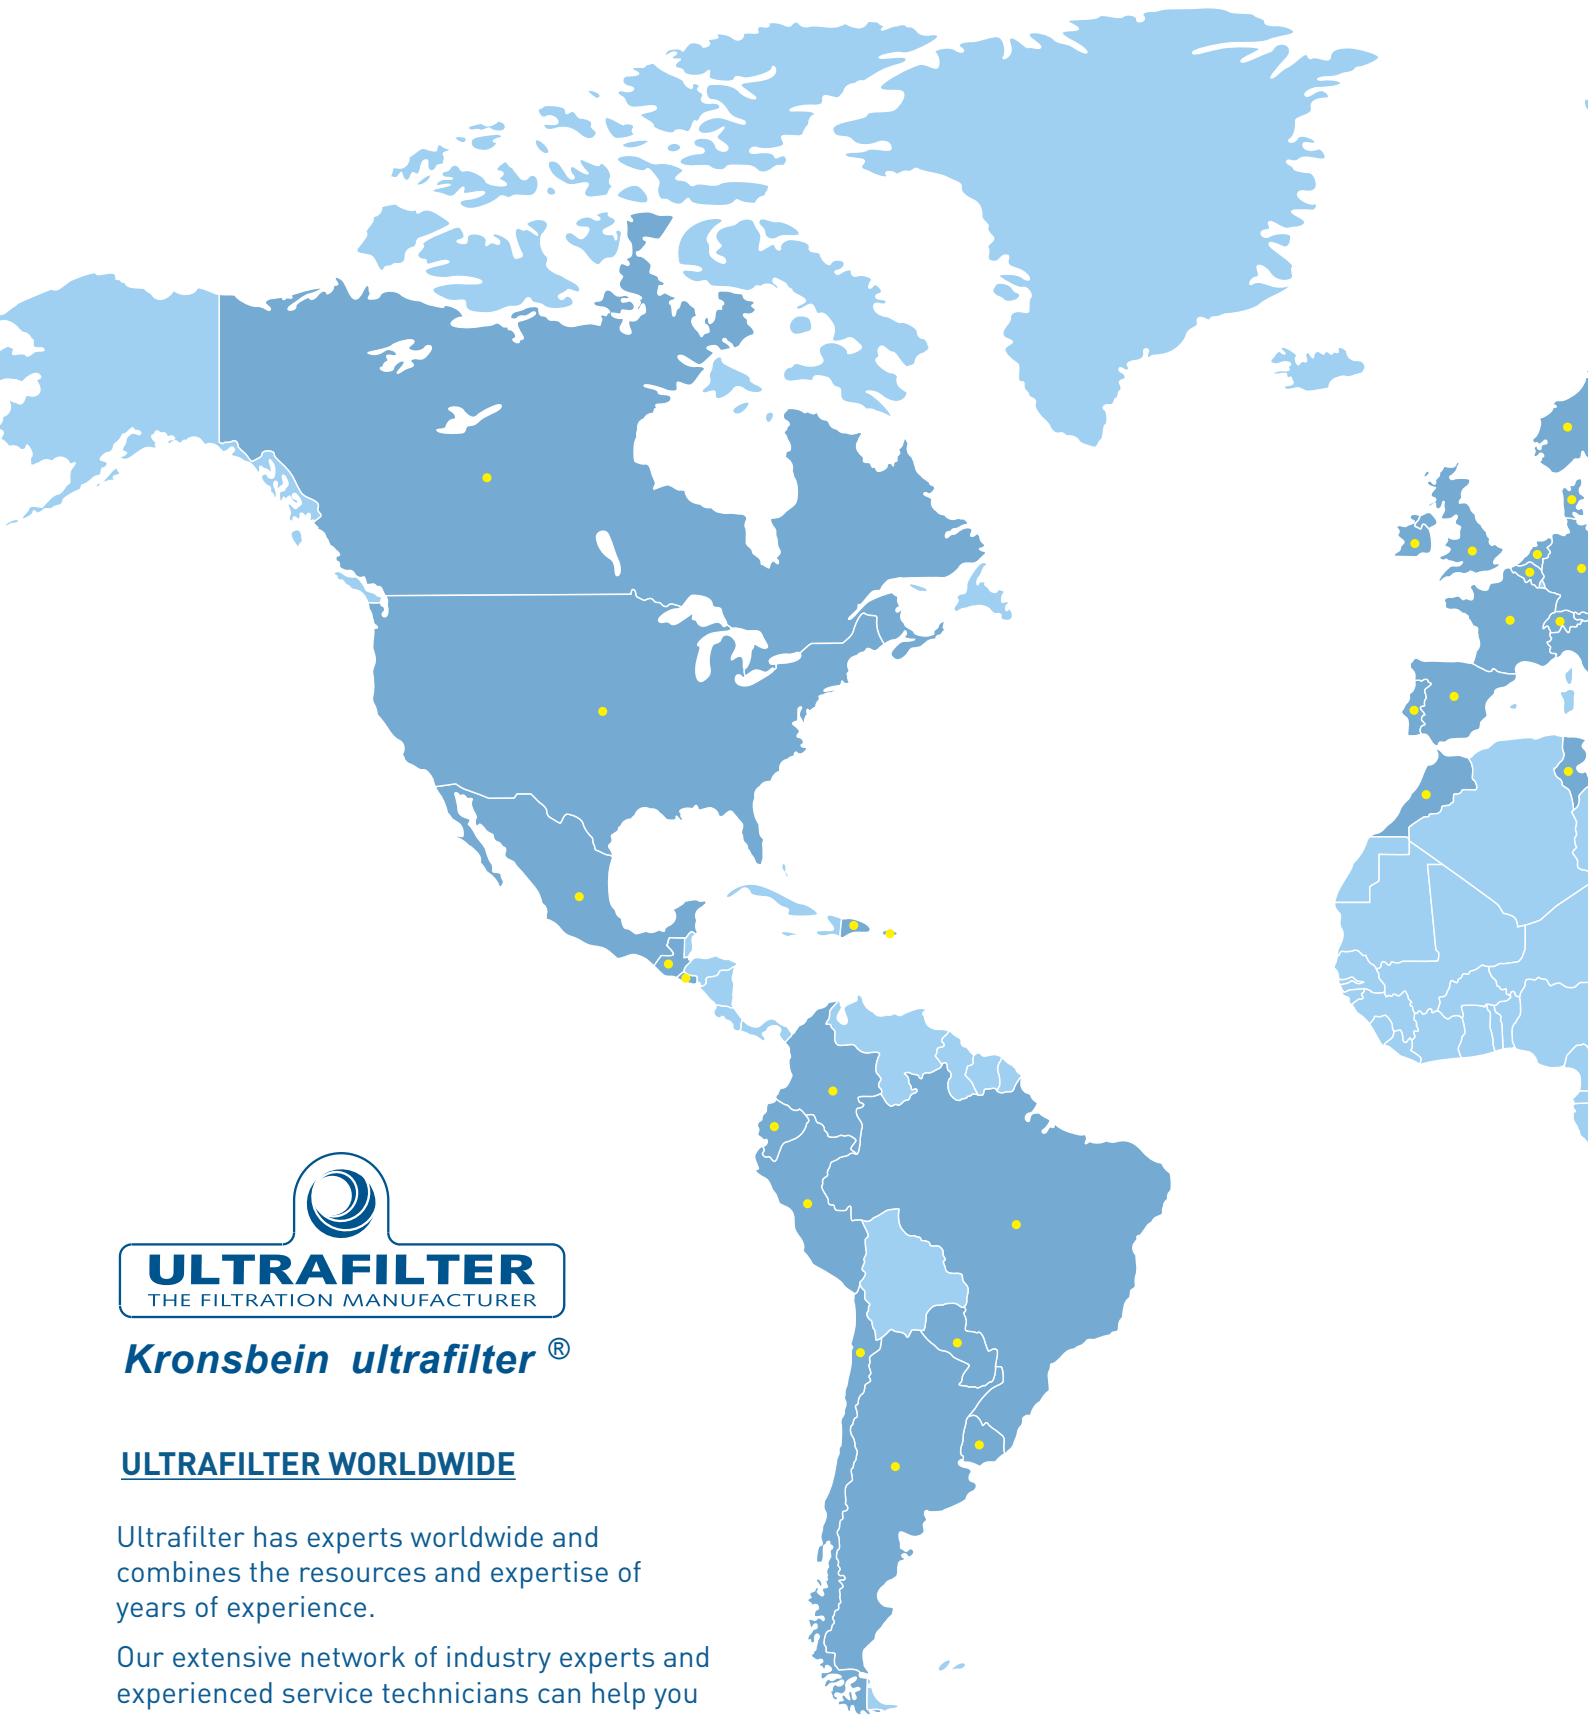 ULTRAFILTER
THE FILTRATION MANUFACTURER
Kronsbein ultrafilter ®
ULTRAFILTER WORLDWIDE
Ultrafilter has experts worldwide and
combines the resources and expertise of
years of experience.
Our extensive network of industry experts and
experienced service technicians can help you